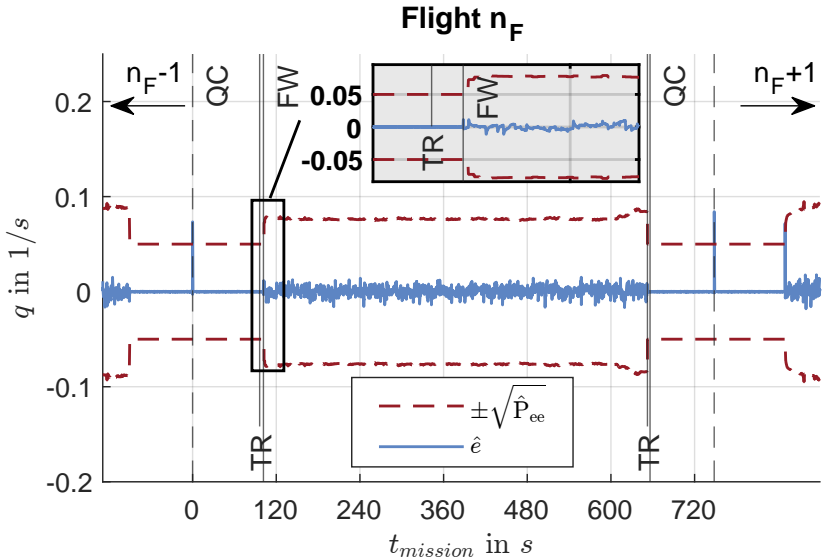 Flight n_F
n_F-1
QC
FW
QC
n_F+1
0.05
0
-0.05
TR
FW
0.2
0.1
0
-0.1
-0.2
q in 1/s
±√P̂_ee
ê
TR
TR
0 120 240 360 480 600 720
t_mission in s